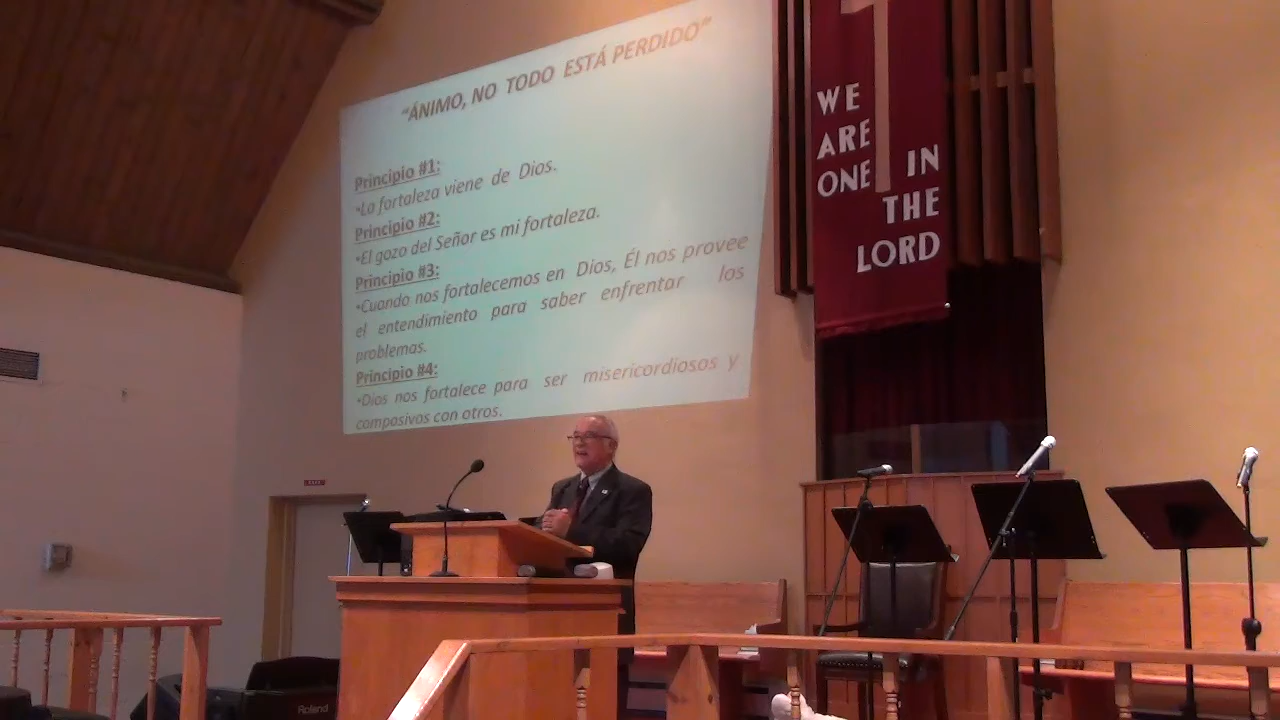 “ÁNIMO, NO TODO ESTÁ PERDIDO”
Principio #1:
•La fortaleza viene de Dios.
Principio #2:
•El gozo del Señor es mi fortaleza.
Principio #3:
•Cuando nos fortalecemos en Dios, Él nos provee
el entendimiento para saber enfrentar los
problemas.
Principio #4:
•Dios nos fortalece para ser misericordiosos y
compasivos con otros.
WE
ARE
ONE IN
THE
LORD
Roland